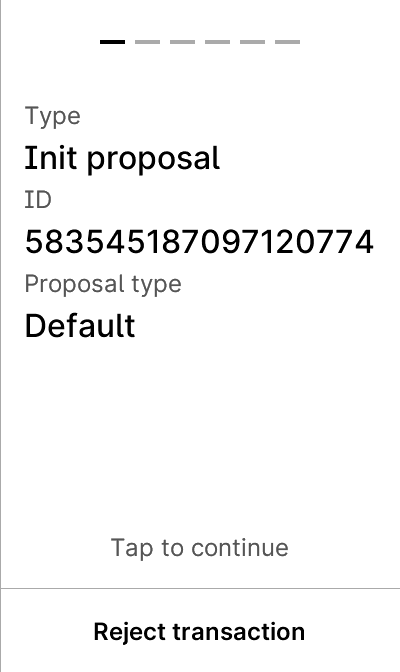 Type
Init proposal
ID
583545187097120774
Proposal type
Default
Tap to continue
Reject transaction